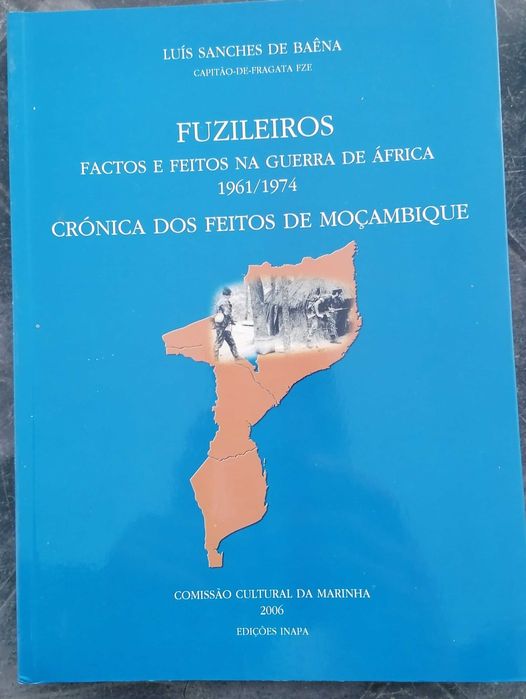 LUÍS SANCHES DE BAÊNA
CAPITÃO-DE-FRAGATA FZE
FUZILEIROS
FACTOS E FEITOS NA GUERRA DE ÁFRICA
1961/1974
CRÓNICA DOS FEITOS DE MOÇAMBIQUE
COMISSÃO CULTURAL DA MARINHA
2006
EDIÇÕES INAPA